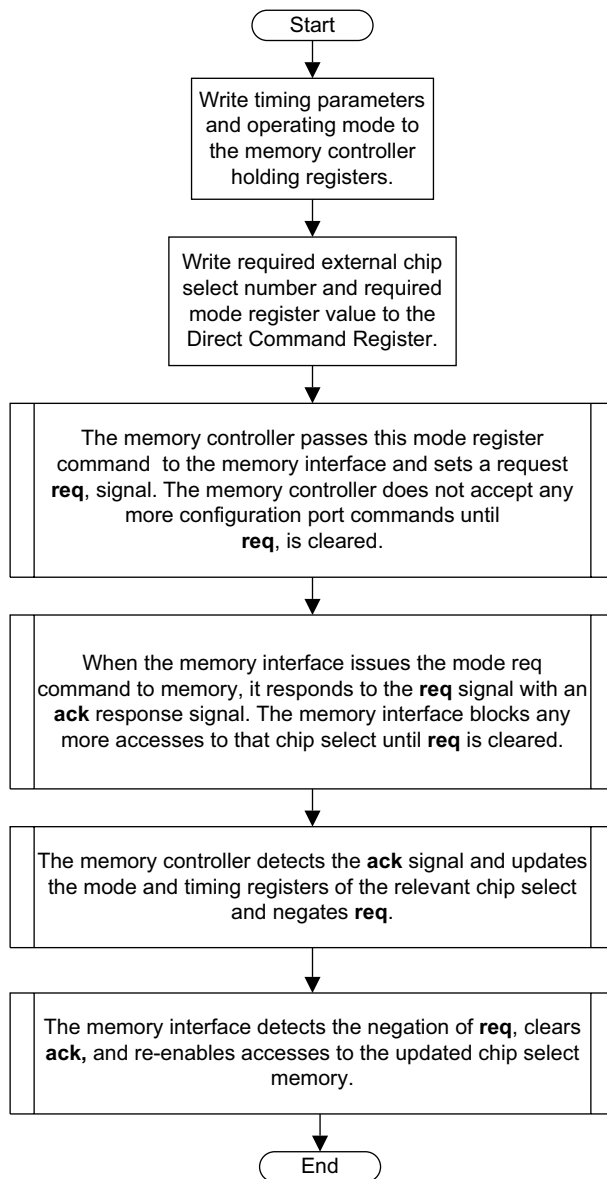 Start
Write timing parameters
and operating mode to
the memory controller
holding registers.
Write required external chip
select number and required
mode register value to the
Direct Command Register.
The memory controller passes this mode register
command to the memory interface and sets a request
req, signal. The memory controller does not accept any
more configuration port commands until
req, is cleared.
When the memory interface issues the mode req
command to memory, it responds to the req signal with an
ack response signal. The memory interface blocks any
more accesses to that chip select until req is cleared.
The memory controller detects the ack signal and updates
the mode and timing registers of the relevant chip select
and negates req.
The memory interface detects the negation of req, clears
ack, and re-enables accesses to the updated chip select
memory.
End